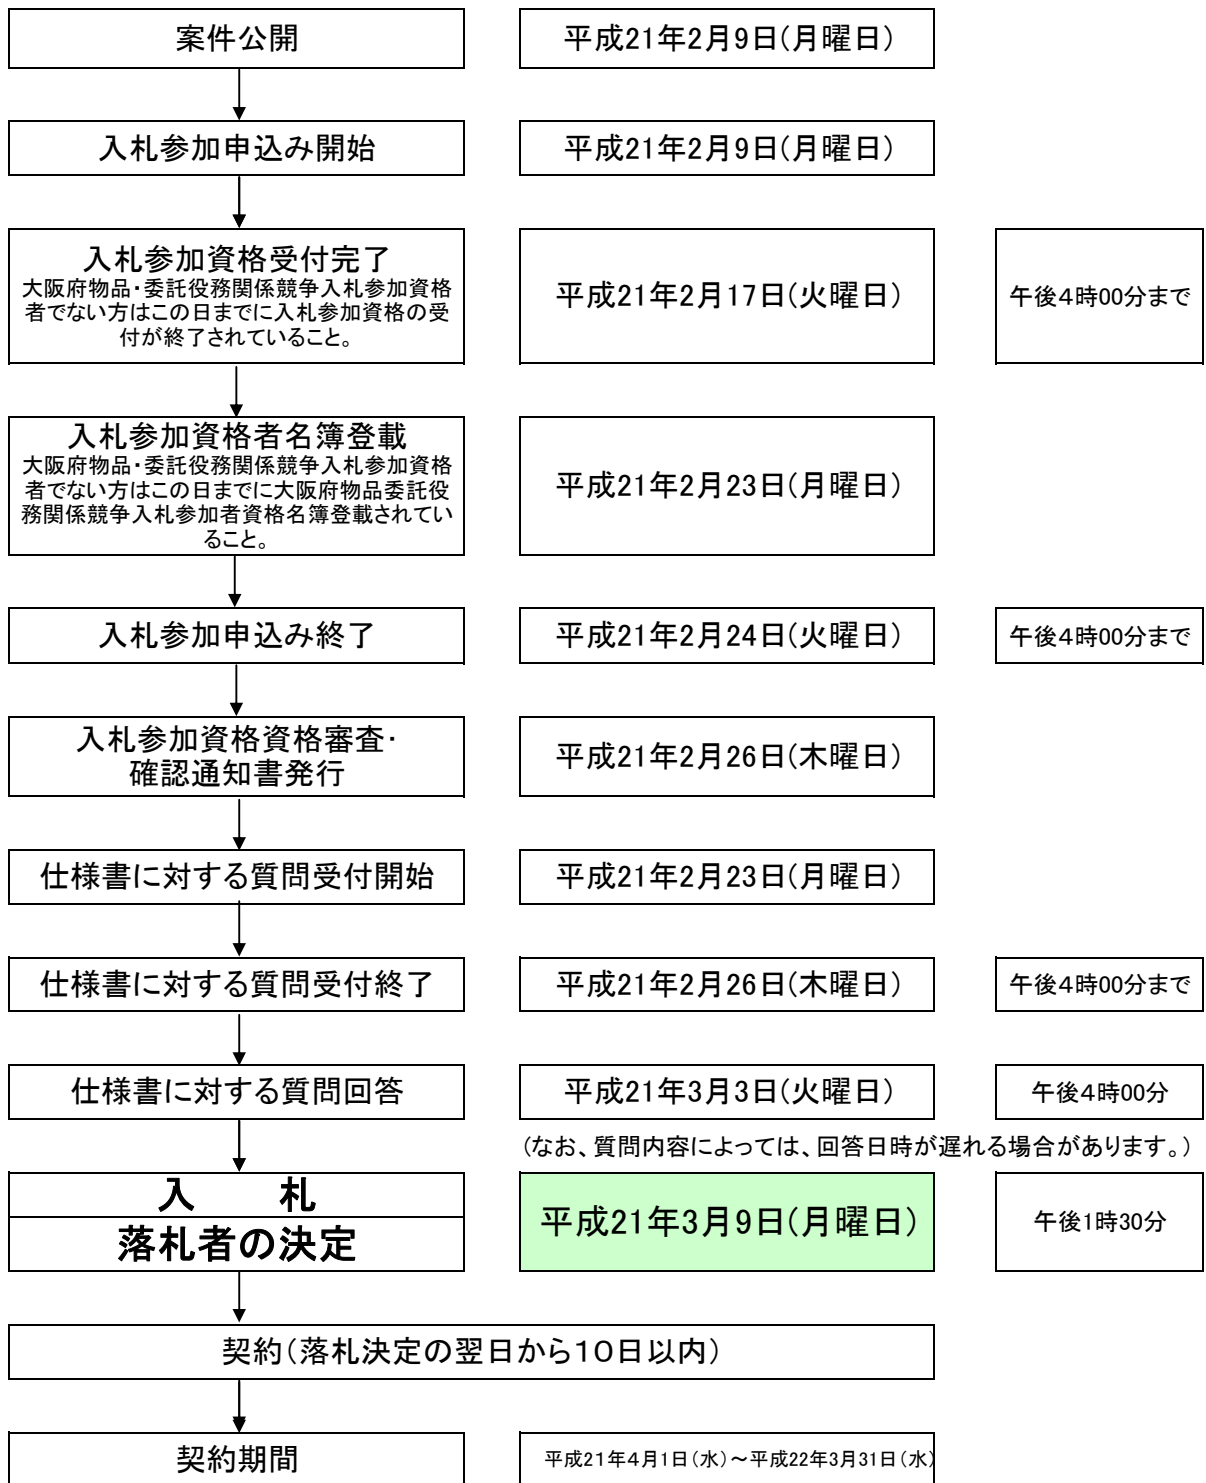 案件公開
平成21年2月9日(月曜日)
入札参加申込み開始
平成21年2月9日(月曜日)
入札参加資格受付完了
大阪府物品・委託役務関係競争入札参加資格
者でない方はこの日までに入札参加資格の受
付が終了されていること。
平成21年2月17日(火曜日)
午後4時00分まで
入札参加資格者名簿登載
大阪府物品・委託役務関係競争入札参加資格
者でない方はこの日までに大阪府物品委託役
務関係競争入札参加者資格名簿登載されてい
ること。
平成21年2月23日(月曜日)
入札参加申込み終了
平成21年2月24日(火曜日)
午後4時00分まで
入札参加資格資格審査・
確認通知書発行
平成21年2月26日(木曜日)
仕様書に対する質問受付開始
平成21年2月23日(月曜日)
仕様書に対する質問受付終了
平成21年2月26日(木曜日)
午後4時00分まで
仕様書に対する質問回答
平成21年3月3日(火曜日)
午後4時00分
(なお、質問内容によっては、回答日時が遅れる場合があります。)
入　　札
落札者の決定
平成21年3月9日(月曜日)
午後1時30分
契約(落札決定の翌日から10日以内)
契約期間
平成21年4月1日(水)～平成22年3月31日(水)